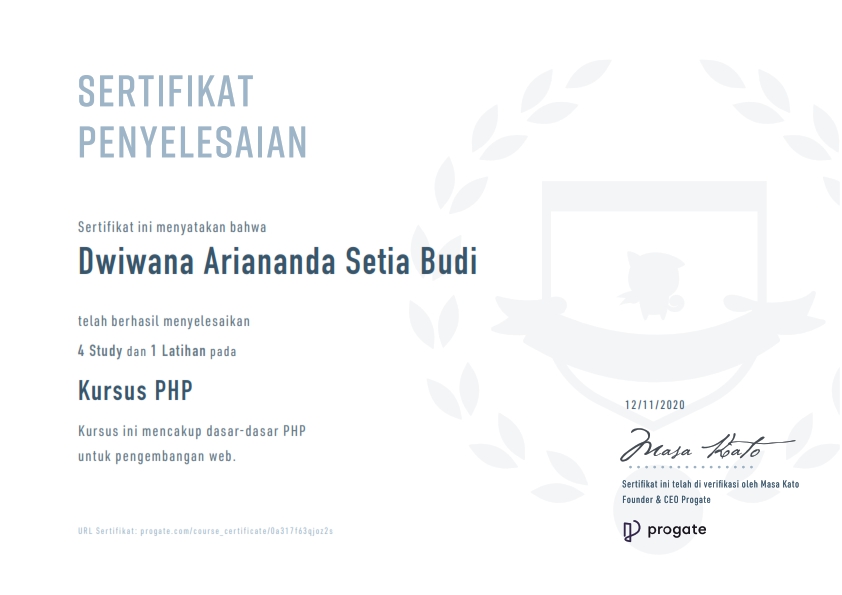 SERTIFIKAT
PENYELESAIAN
Sertifikat ini menyatakan bahwa
Dwiwana Ariananda Setia Budi
telah berhasil menyelesaikan
4 Study dan 1 Latihan pada
Kursus PHP
Kursus ini mencakup dasar-dasar PHP
untuk pengembangan web.
12/11/2020
Masa Kato
Sertifikat ini telah di verifikasi oleh Masa Kato
Founder & CEO Progate
progate
URL Sertifikat: progate.com/course_certificate/0a317f63qjoz2s